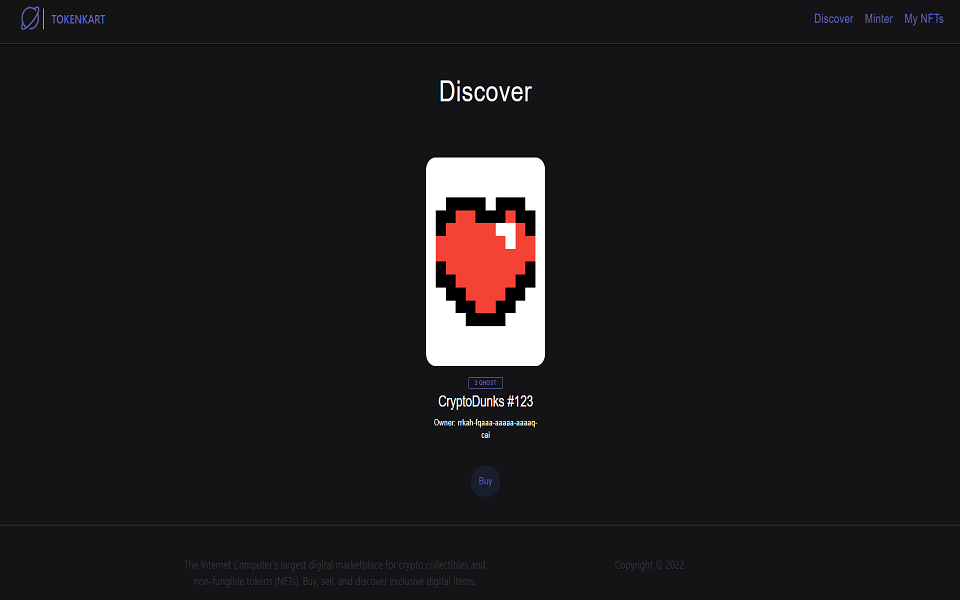 TOKENKART
Discover
Minter
My NFTs
Discover
2 GHOST
CryptoDunks #123
Owner: rrkah-fqaaa-aaaaa-aaaaq-
cai
Buy
The Internet Computer's largest digital marketplace for crypto collectibles and
non-fungible tokens (NFTs). Buy, sell, and discover exclusive digital items.
Copyright © 2022